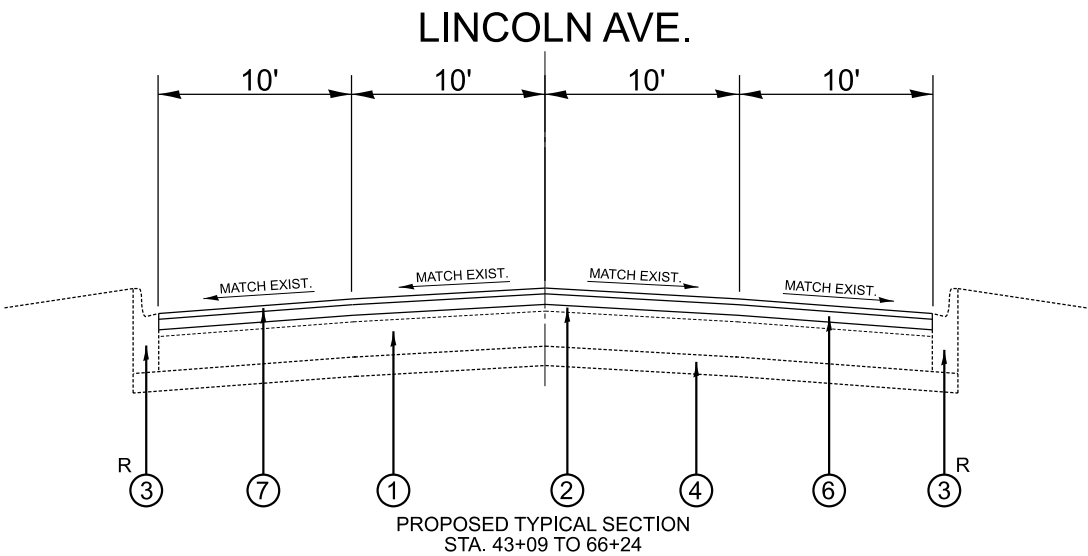 LINCOLN AVE.
10' 10' 10' 10'
MATCH EXIST. MATCH EXIST. MATCH EXIST. MATCH EXIST.
R R
3 7 1 2 4 6 3
PROPOSED TYPICAL SECTION
STA. 43+09 TO 66+24